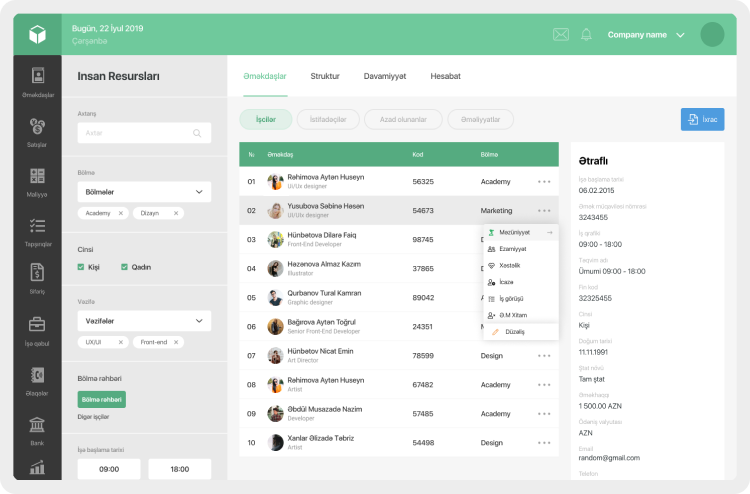 Bugün, 22 İyul 2019
Çərşənbə
Company name
Əməkdaşlar
Satışlar
Maliyyə
Tapşırıqlar
Sifariş
İşə qəbul
Əlaqələr
Bank
İnsan Resursları
Axtarış
Axtar
Bölmə
Bölmələr
Academy ×
Dizayn ×
Cinsi
Kişi
Qadın
Vəzifə
Vəzifələr
UX/UI ×
Front-end ×
Bölmə rəhbəri
Bölmə rəhbəri
Digər işçilər
İşə başlama tarixi
09:00
18:00
Əməkdaşlar
Struktur
Davamiyyət
Hesabat
İşçilər
İstifadəçilər
Azad olunanlar
Əməliyyatlar
İxrac
№ Əməkdaş Kod Bölmə
01 Rəhimova Aytən Huseyn 56325 Academy
UI/Ux designer
02 Yusubova Səbinə Həsən 54673 Marketing
UI/Ux designer
03 Hünbətova Dilarə Faiq 98745
Front-End Developer
04 Həzənova Almaz Kazım 37865
Illustrator
05 Qurbanov Tural Kamran 89042
Graphic designer
06 Bağırova Aytən Toğrul 24351
Senior Front-End Developer
07 Hünbətov Nicat Emin 78599 Design
Art Director
08 Rəhimova Aytən Huseyn 67482 Academy
Artist
09 Əbdül Musazadə Nazim 57485 Academy
Developer
10 Xanlar Əlizadə Təbriz 54498 Design
Artist
Məzuniyyət
Ezamiyyət
Xəstəlik
İcazə
İş görüşü
Ə.M Xitam
Düzəliş
Ətraflı
İşə başlama tarixi
06.02.2015
Əmək müqaviləsi nömrəsi
3243455
İş qrafiki
09:00 - 18:00
Təqvim adı
Ümumi 09:00 - 18:00
Fin kod
32325455
Cinsi
Kişi
Doğum tarixi
11.11.1991
Ştat növü
Tam ştat
Əməkhaqqı
1 500.00 AZN
Ödəniş valyutası
AZN
Email
random@gmail.com
Telefon